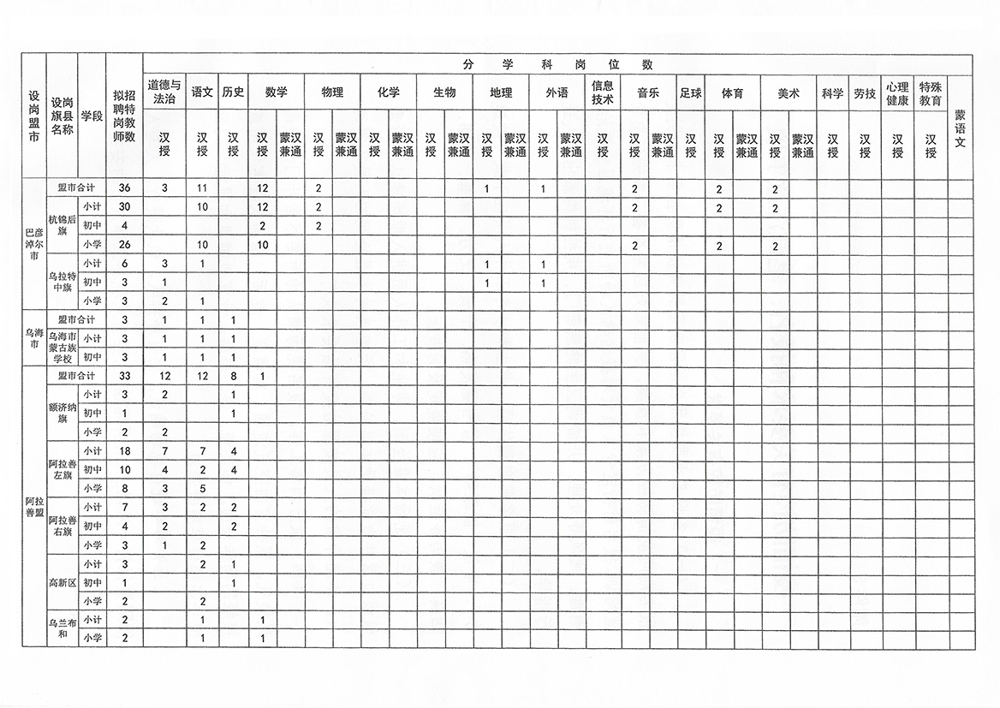 设岗盟市 设岗旗县名称 学段 拟招聘特岗教师数 分学科岗位数
道德与法治 语文 历史 数学 物理 化学 生物 地理 外语 信息技术 音乐 足球 体育 美术 科学 劳技 心理健康 特殊教育 蒙语文
汉授 汉授 汉授 汉授 蒙汉兼通 汉授 蒙汉兼通 汉授 蒙汉兼通 汉授 蒙汉兼通 汉授 蒙汉兼通 汉授 蒙汉兼通 汉授 汉授 蒙汉兼通 汉授 汉授 蒙汉兼通 汉授 蒙汉兼通 汉授 汉授 汉授 汉授
巴彦淖尔市 盟市合计 36 3 11 12 2 1 1 2 2 2
杭锦后旗 小计 30 10 12 2 2 2 2
初中 4 2 2
小学 26 10 10 2 2 2
乌拉特中旗 小计 6 3 1 1 1
初中 3 1 1 1
小学 3 2 1
乌海市 盟市合计 3 1 1 1
乌海市蒙古族学校 小计 3 1 1 1
初中 3 1 1 1
阿拉善盟 盟市合计 33 12 12 8 1
额济纳旗 小计 3 2 1
初中 1 1
小学 2 2
阿拉善左旗 小计 18 7 7 4
初中 10 4 2 4
小学 8 3 5
阿拉善右旗 小计 7 3 2 2
初中 4 2 2
小学 3 1 2
高新区 小计 3 2 1
初中 1 1
小学 2 2
乌兰布和 小计 2 1 1
小学 2 1 1